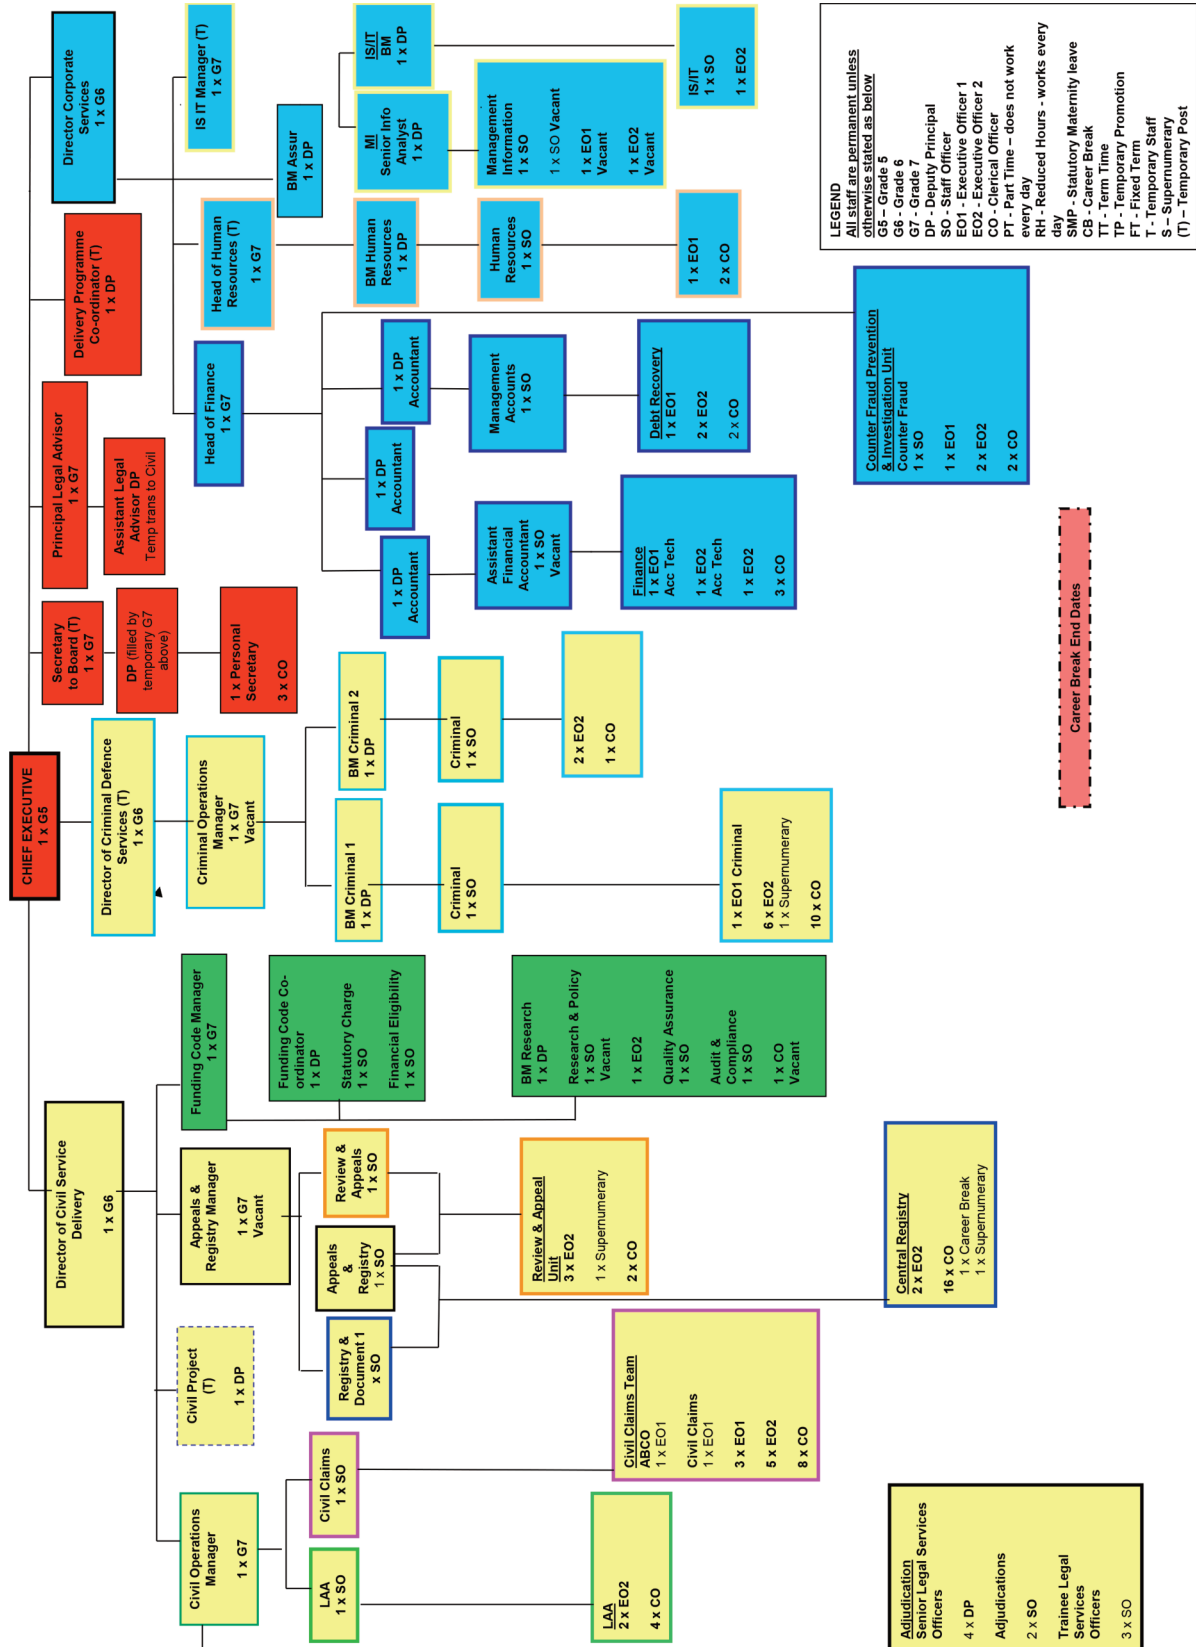 CHIEF EXECUTIVE
1 x G5
Director of Civil Service
Delivery
1 x G6
Civil Operations
Manager
1 x G7
LAA
1 x SO
LAA
2 x EO2
4 x CO
Civil Claims
1 x SO
Civil Claims Team
ABCO
1 x EO1
Civil Claims
1 x EO1
3 x EO1
5 x EO2
8 x CO
Adjudication
Senior Legal Services
Officers
4 x DP
Adjudications
2 x SO
Trainee Legal
Services
Officers
3 x SO
Civil Project
(T)
1 x DP
Appeals &
Registry Manager
1 x G7
Vacant
Registry &
Document 1
x SO
Appeals
&
Registry
1 x SO
Review &
Appeals
1 x SO
Review & Appeal
Unit
3 x EO2
1 x Supernumerary
2 x CO
Central Registry
2 x EO2
16 x CO
1 x Career Break
1 x Supernumerary
Funding Code Manager
1 x G7
Funding Code Co-
ordinator
1 x DP
Statutory Charge
1 x SO
Financial Eligibility
1 x SO
BM Research
1 x DP
Research & Policy
1 x SO
Vacant
1 x EO2
Quality Assurance
1 x SO
Audit &
Compliance
1 x SO
1 x CO
Vacant
Director of Criminal Defence
Services (T)
1 x G6
Criminal Operations
Manager
1 x G7
Vacant
BM Criminal 1
1 x DP
Criminal
1 x SO
1 x EO1 Criminal
6 x EO2
1 x Supernumerary
10 x CO
BM Criminal 2
1 x DP
Criminal
1 x SO
2 x EO2
1 x CO
Secretary
to Board (T)
1 x G7
DP (filled by
temporary G7
above)
1 x Personal
Secretary
3 x CO
Principal Legal Advisor
1 x G7
Assistant Legal
Advisor DP
Temp trans to Civil
Delivery Programme
Co-ordinator (T)
1 x DP
Director Corporate
Services
1 x G6
Head of Finance
1 x G7
1 x DP
Accountant
Assistant
Financial
Accountant
1 x SO
Vacant
Finance
1 x EO1
Acc Tech
1 x EO2
Acc Tech
1 x EO2
3 x CO
1 x DP
Accountant
1 x DP
Accountant
Management
Accounts
1 x SO
Debt Recovery
1 x EO1
2 x EO2
2 x CO
Counter Fraud Prevention
& Investigation Unit
Counter Fraud
1 x SO
1 x EO1
2 x EO2
2 x CO
Head of Human
Resources (T)
1 x G7
BM Human
Resources
1 x DP
Human
Resources
1 x SO
1 x EO1
2 x CO
BM Assur
1 x DP
IS IT Manager (T)
1 x G7
MI
Senior Info
Analyst
1 x DP
Management
Information
1 x SO
1 x SO Vacant
1 x EO1
Vacant
1 x EO2
Vacant
IS/IT
BM
1 x DP
IS/IT
1 x SO
1 x EO2
Career Break End Dates
LEGEND
All staff are permanent unless
otherwise stated as below
G5 – Grade 5
G6 - Grade 6
G7 - Grade 7
DP - Deputy Principal
SO - Staff Officer
EO1 - Executive Officer 1
EO2 - Executive Officer 2
CO - Clerical Officer
PT - Part Time – does not work
every day
RH - Reduced Hours - works every
day
SMP - Statutory Maternity leave
CB - Career Break
TT - Term Time
TP - Temporary Promotion
FT - Fixed Term
T - Temporary Staff
S – Supernumerary
(T) – Temporary Post